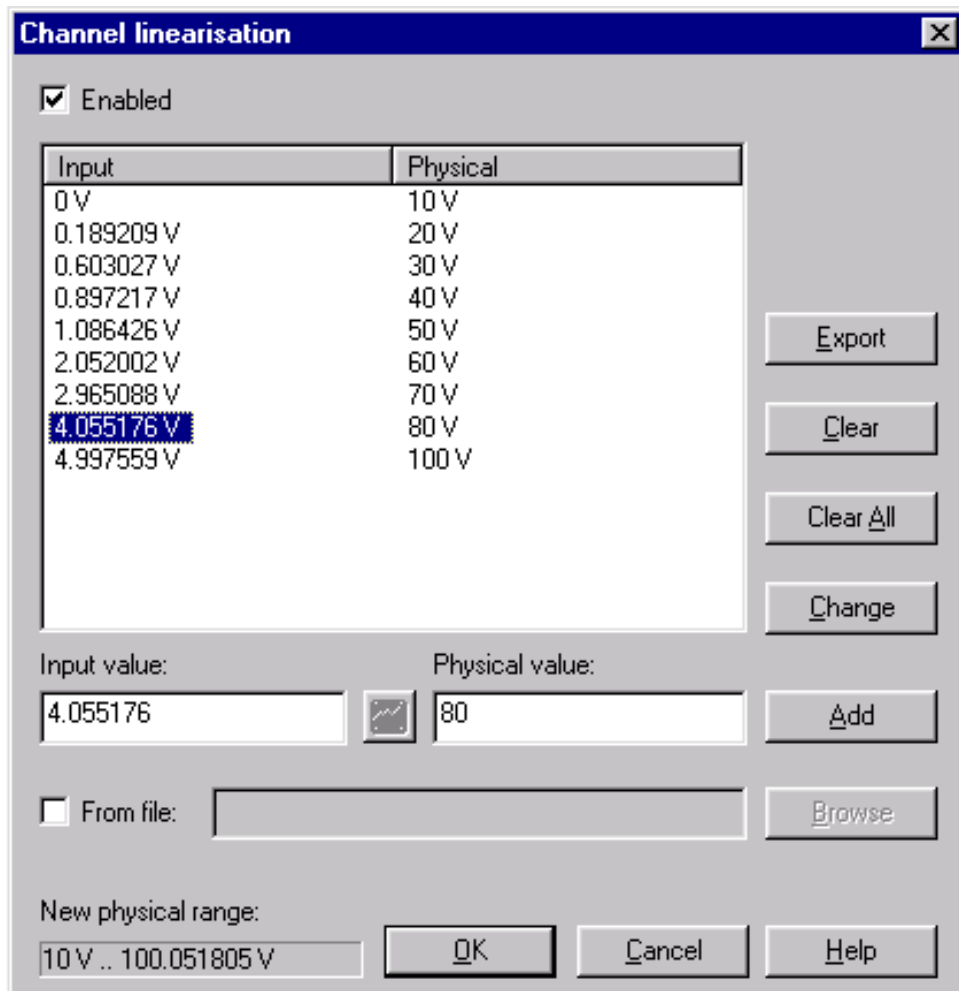 Channel linearisation
Enabled
Input Physical
0 V 10 V
0.189209 V 20 V
0.603027 V 30 V
0.897217 V 40 V
1.086426 V 50 V
2.052002 V 60 V
2.965088 V 70 V
4.055176 V 80 V
4.997559 V 100 V
Export
Clear
Clear All
Change
Input value: Physical value:
4.055176 80 Add
From file: Browse
New physical range:
10 V .. 100.051805 V OK Cancel Help